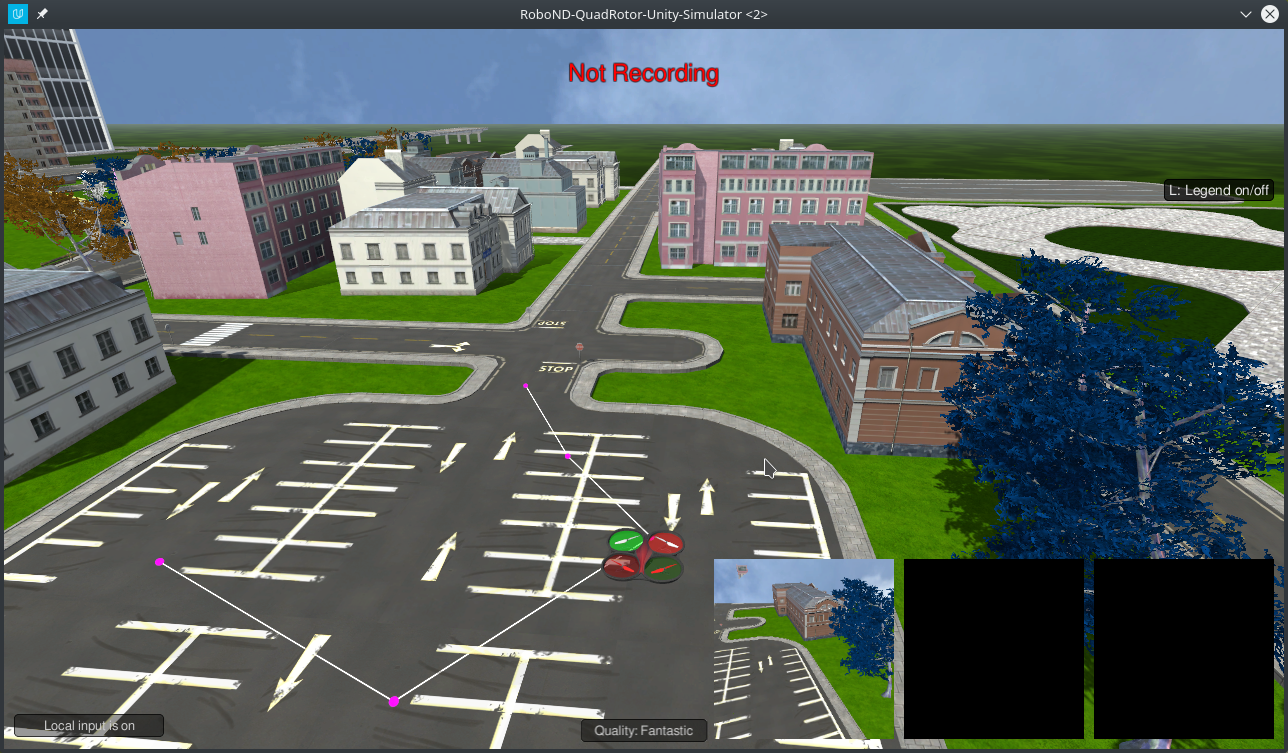 RoboND-QuadRotor-Unity-Simulator <2>
Not Recording
L: Legend on/off
STOP
STOP
Local input is on
Quality: Fantastic